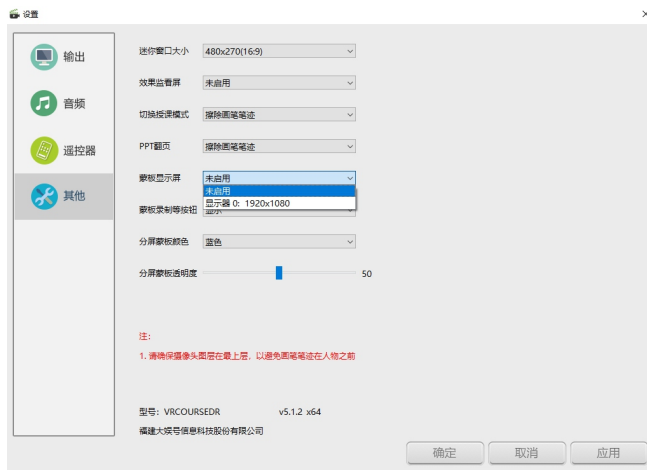 设置
输出
音频
遥控器
其他
迷你窗口大小 480x270(16:9)
效果监看屏 未启用
切换授课模式 擦除画笔笔迹
PPT翻页 擦除画笔笔迹
蒙板显示屏 未启用
未启用
显示器 0: 1920x1080
蒙板录制等按钮 显示
分屏蒙板颜色 蓝色
分屏蒙板透明度 50
注:
1. 请确保摄像头图层在最上层，以避免画笔笔迹在人物之前
型号: VRCOURSEDR v5.1.2 x64
福建大娱号信息科技股份有限公司
确定 取消 应用